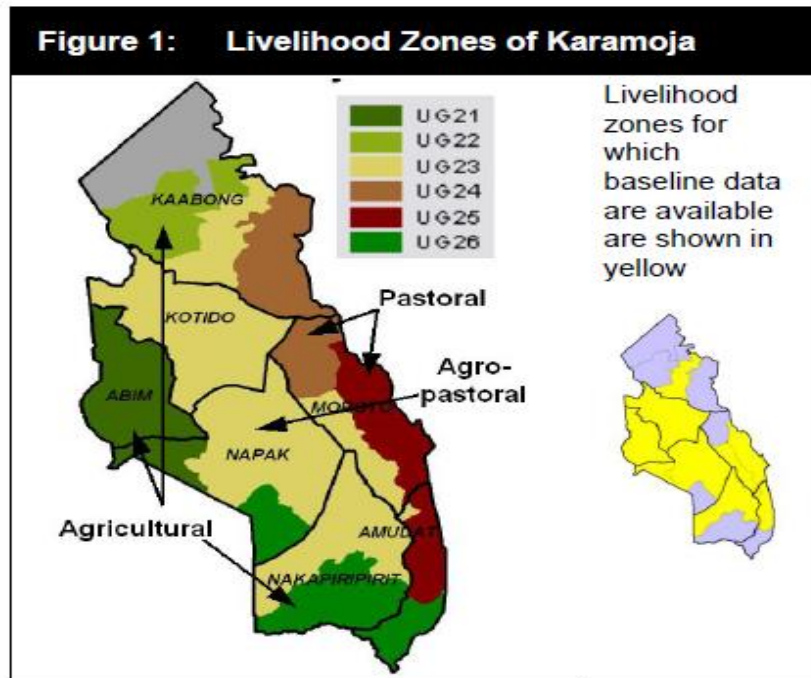 Figure 1: Livelihood Zones of Karamoja
UG21
UG22
UG23
UG24
UG25
UG26
Livelihood
zones for
which
baseline data
are available
are shown in
yellow
KAABONG
Pastoral
KOTIDO
Agro-
pastoral
ABIM
MOROTO
NAPAK
Agricultural
AMUDAT
NAKAPIRIPIRIT